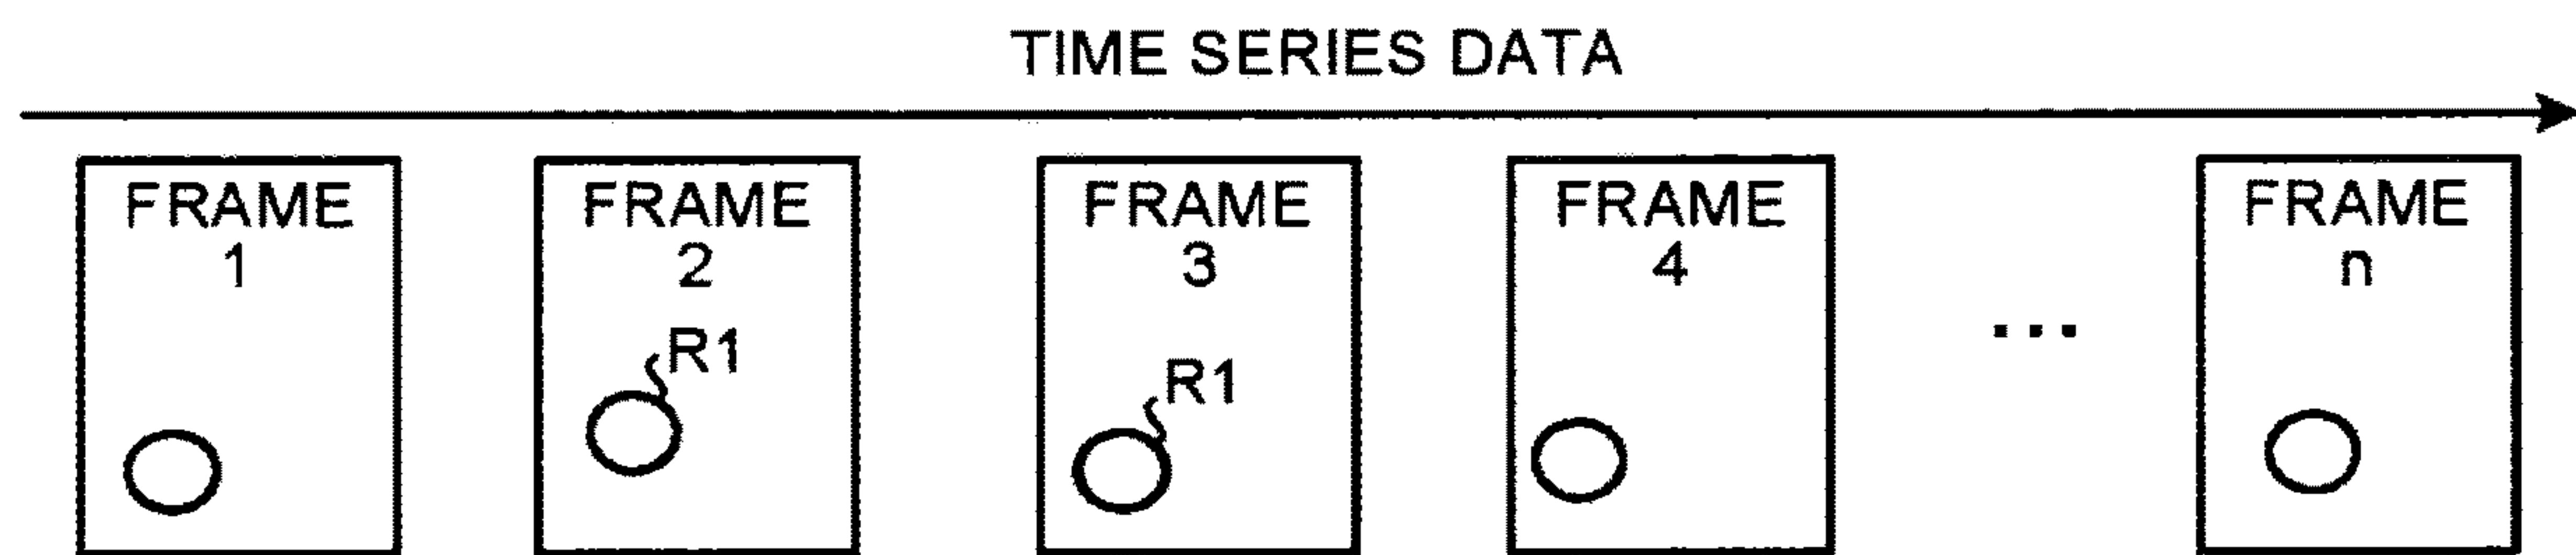 TIME SERIES DATA
FRAME
1
FRAME
2
R1
FRAME
3
R1
FRAME
4
...
FRAME
n